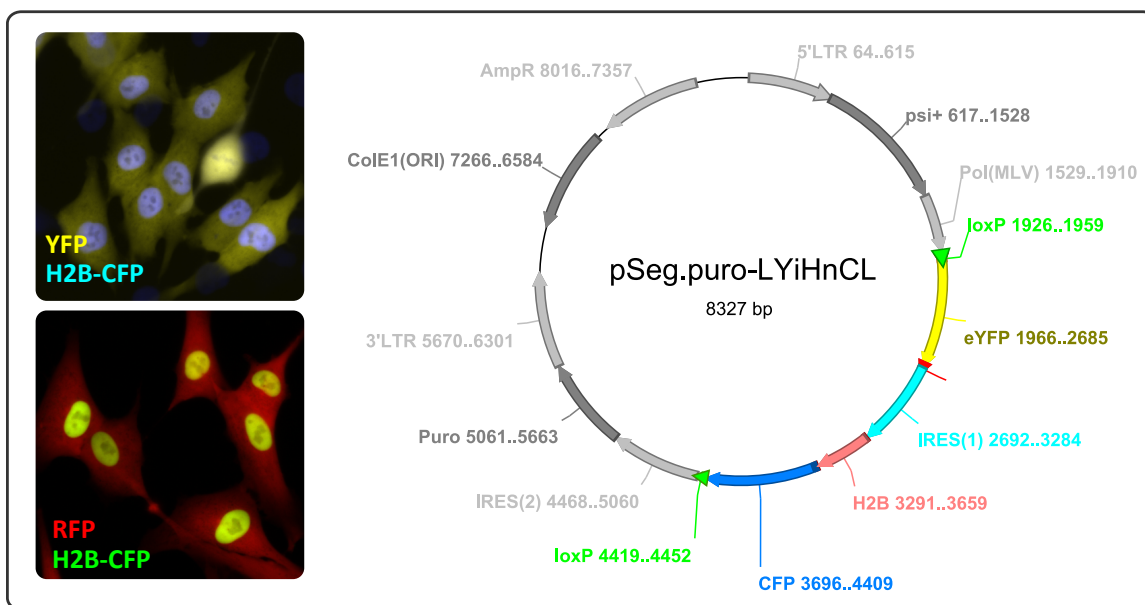 YFP
H2B-CFP
RFP
H2B-CFP
pSeg.puro-LYiHnCL
8327 bp
5'LTR 64..615
psi+ 617..1528
Pol(MLV) 1529..1910
loxP 1926..1959
eYFP 1966..2685
IRES(1) 2692..3284
H2B 3291..3659
CFP 3696..4409
loxP 4419..4452
IRES(2) 4468..5060
Puro 5061..5663
3'LTR 5670..6301
ColE1(ORI) 7266..6584
AmpR 8016..7357